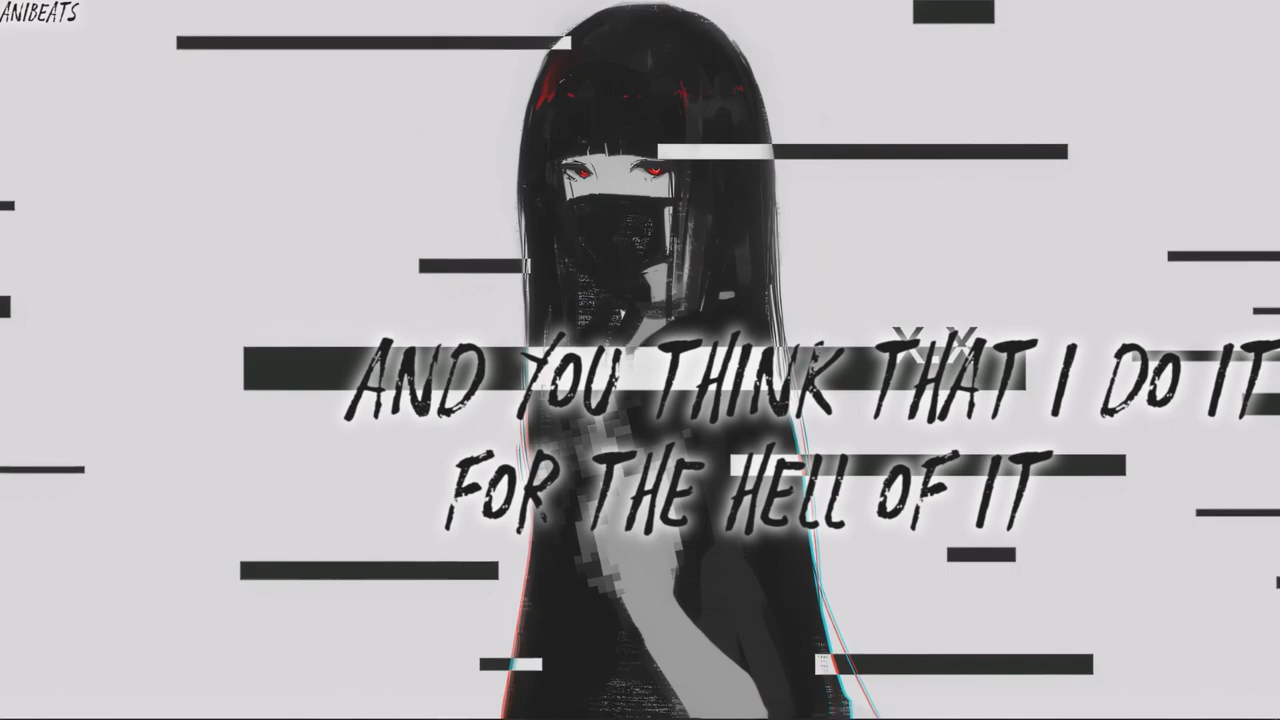 ANIBEATS
X.X
AND YOU THINK THAT I DO IT
FOR THE HELL OF IT